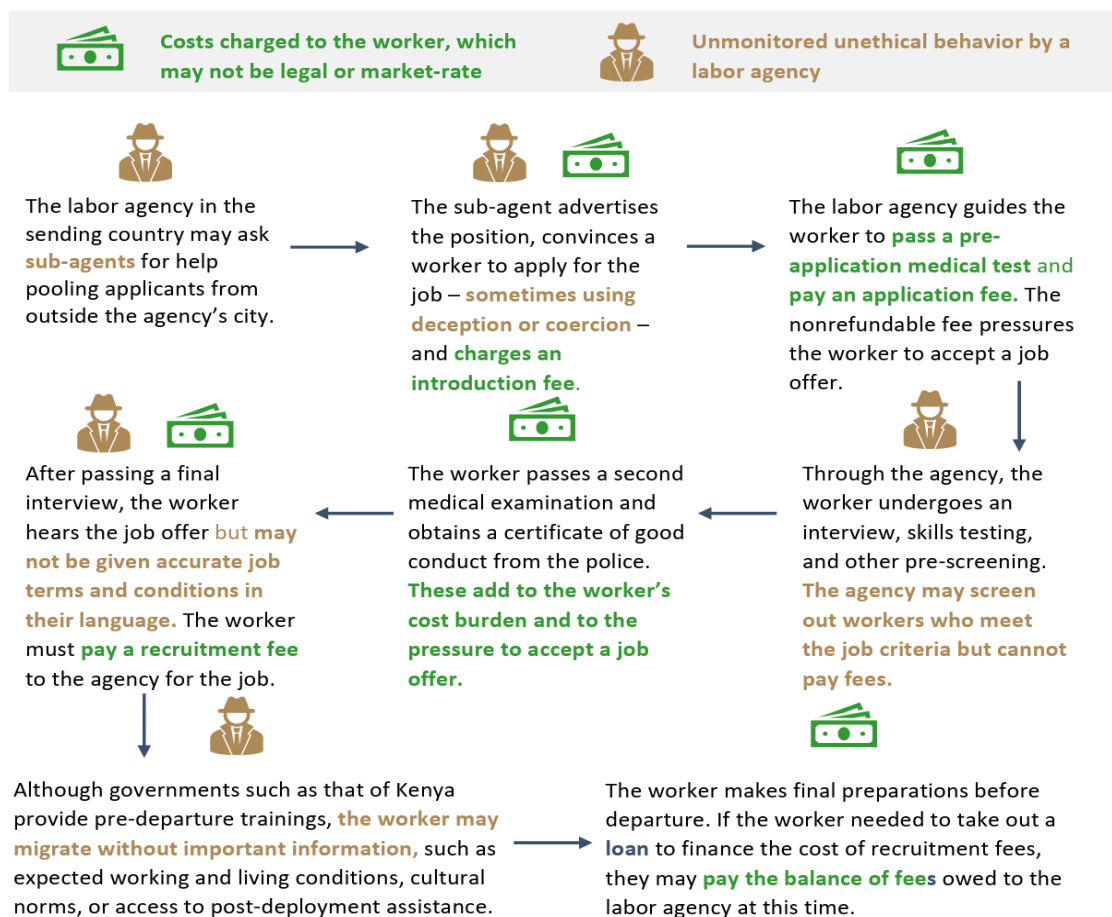 Costs charged to the worker, which
may not be legal or market-rate
Unmonitored unethical behavior by a
labor agency
The labor agency in the
sending country may ask
sub-agents for help
pooling applicants from
outside the agency's city.
The sub-agent advertises
the position, convinces a
worker to apply for the
job – sometimes using
deception or coercion –
and charges an
introduction fee.
The labor agency guides the
worker to pass a pre-
application medical test and
pay an application fee. The
nonrefundable fee pressures
the worker to accept a job
offer.
Through the agency, the
worker undergoes an
interview, skills testing,
and other pre-screening.
The agency may screen
out workers who meet
the job criteria but cannot
pay fees.
The worker passes a second
medical examination and
obtains a certificate of good
conduct from the police.
These add to the worker's
cost burden and to the
pressure to accept a job
offer.
After passing a final
interview, the worker
hears the job offer but may
not be given accurate job
terms and conditions in
their language. The worker
must pay a recruitment fee
to the agency for the job.
Although governments such as that of Kenya
provide pre-departure trainings, the worker may
migrate without important information, such as
expected working and living conditions, cultural
norms, or access to post-deployment assistance.
The worker makes final preparations before
departure. If the worker needed to take out a
loan to finance the cost of recruitment fees,
they may pay the balance of fees owed to the
labor agency at this time.